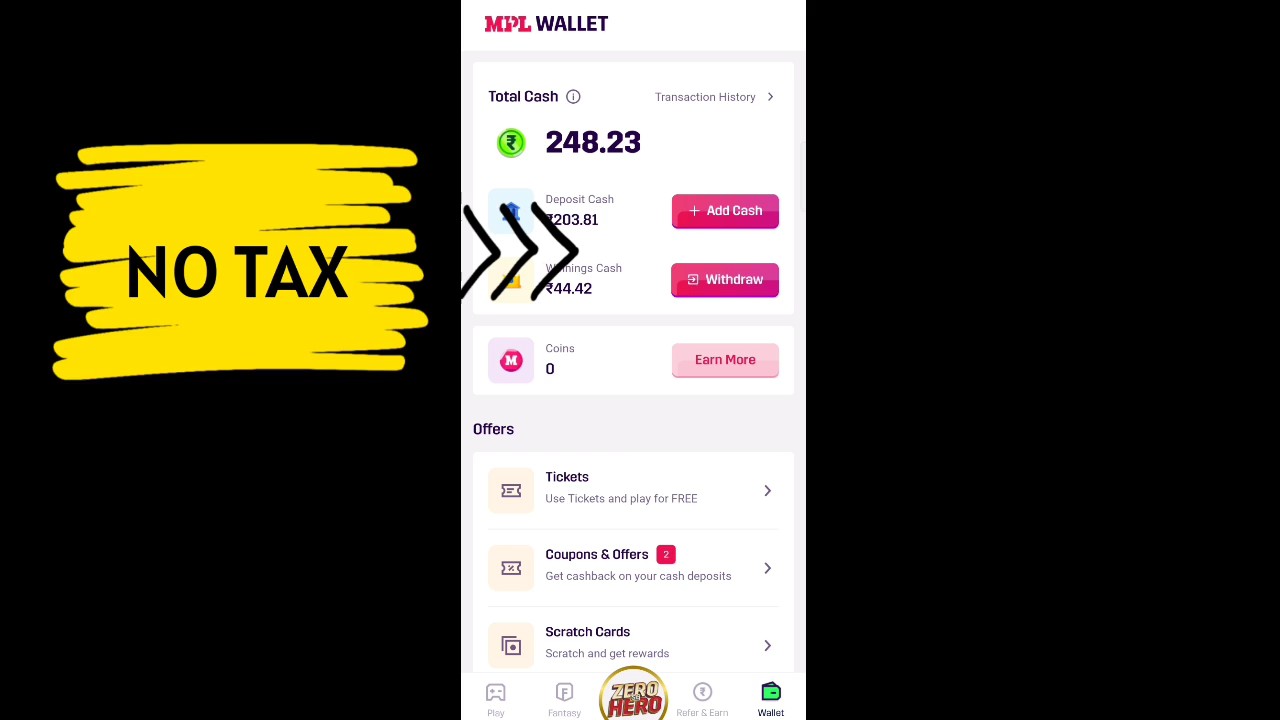 MPL WALLET
NO TAX
Total Cash
Transaction History
248.23
Deposit Cash
₹203.81
+ Add Cash
Winnings Cash
₹44.42
Withdraw
Coins
0
Earn More
Offers
Tickets
Use Tickets and play for FREE
Coupons & Offers 2
Get cashback on your cash deposits
Scratch Cards
Scratch and get rewards
ZERO
HERO
Play
Fantasy
Refer & Earn
Wallet